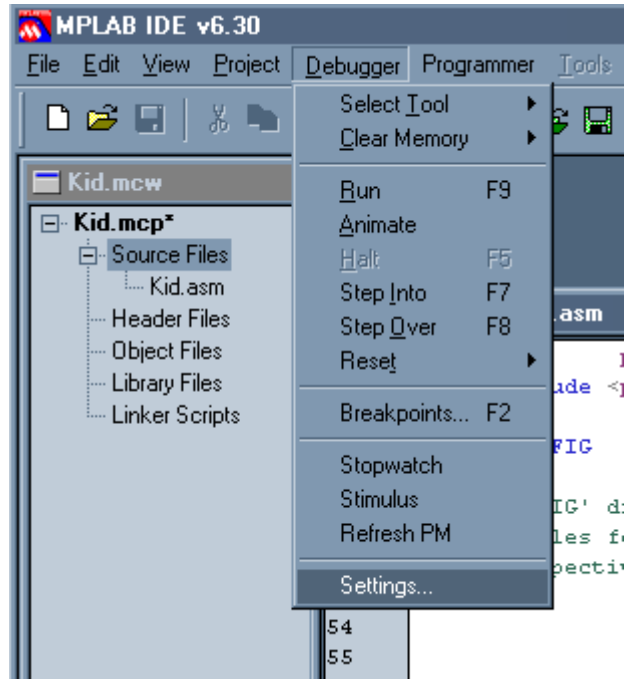 MPLAB IDE v6.30
File Edit View Project Debugger Programmer Tools
Kid.mcw
Kid.mcp*
Source Files
Kid.asm
Header Files
Object Files
Library Files
Linker Scripts
Select Tool
Clear Memory
Run F9
Animate
Halt F5
Step Into F7
Step Over F8
Reset
Breakpoints... F2
Stopwatch
Stimulus
Refresh PM
Settings...
.asm
ude <
FIG
IG' di
les fo
pectiv
54
55